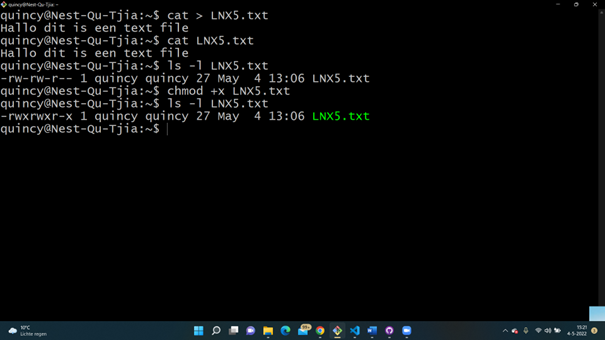 quincy@Nest-Qu-Tjia: ~
quincy@Nest-Qu-Tjia:~$ cat > LNX5.txt
Hallo dit is een text file
quincy@Nest-Qu-Tjia:~$ cat LNX5.txt
Hallo dit is een text file
quincy@Nest-Qu-Tjia:~$ ls -l LNX5.txt
-rw-rw-r-- 1 quincy quincy 27 May  4 13:06 LNX5.txt
quincy@Nest-Qu-Tjia:~$ chmod +x LNX5.txt
quincy@Nest-Qu-Tjia:~$ ls -l LNX5.txt
-rwxrwxr-x 1 quincy quincy 27 May  4 13:06 LNX5.txt
quincy@Nest-Qu-Tjia:~$
10°C
Lichte regen
15:21
4-5-2022